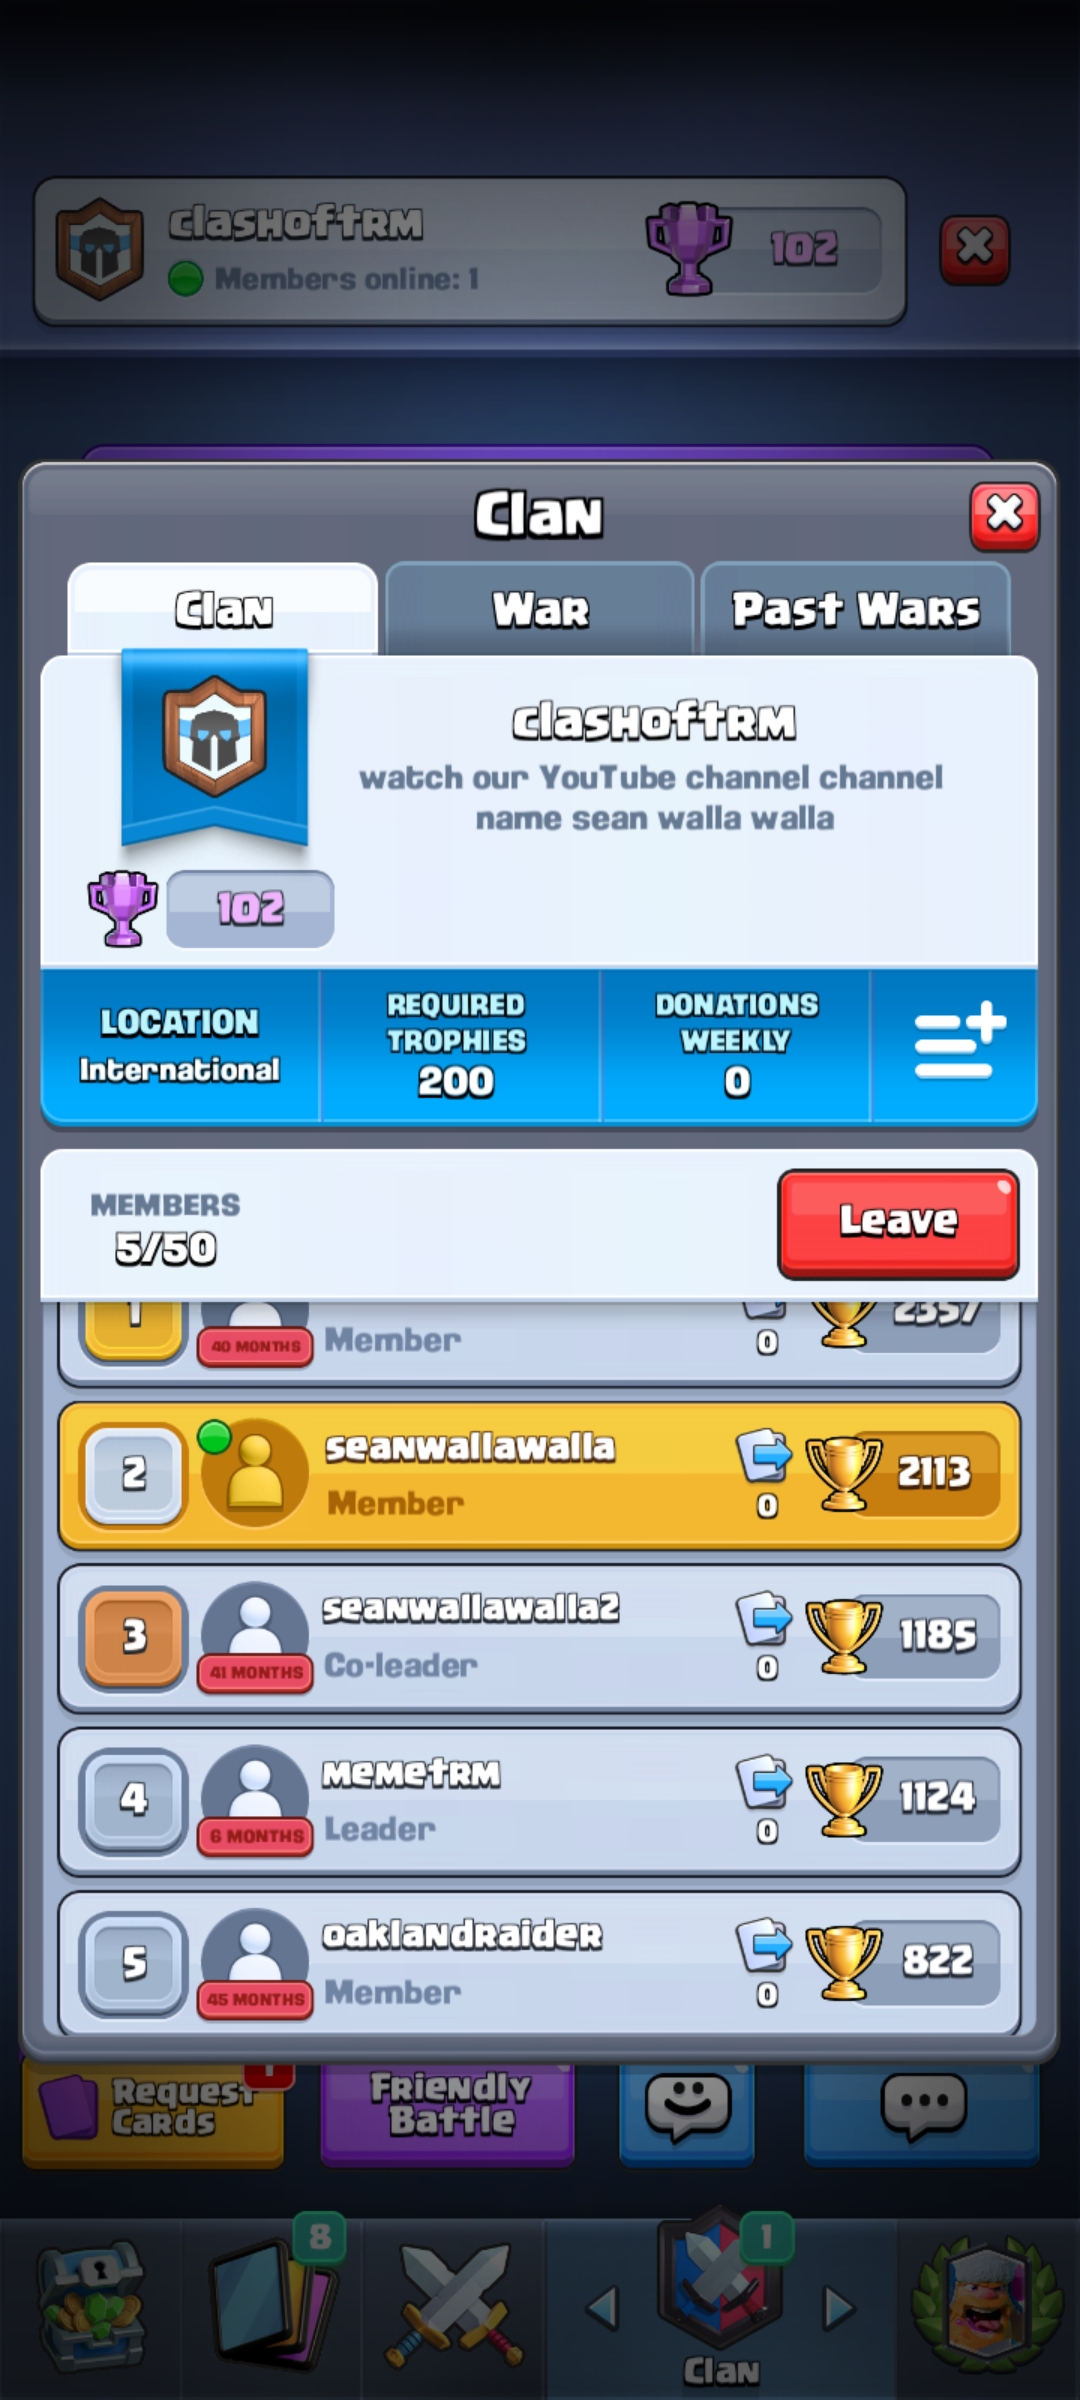 clashoftRM
Members online: 1
102
Clan
Clan
War
Past Wars
clashoftRM
watch our YouTube channel channel
name sean walla walla
102
LOCATION
International
REQUIRED
TROPHIES
200
DONATIONS
WEEKLY
0
MEMBERS
5/50
Leave
1
40 MONTHS
Member
0
2357
2
seanwallawalla
Member
0
2113
3
41 MONTHS
seanwallawalla2
Co-leader
0
1185
4
6 MONTHS
memetRM
Leader
0
1124
5
45 MONTHS
oaklandraider
Member
0
822
Request
Cards
Friendly
Battle
8
1
Clan